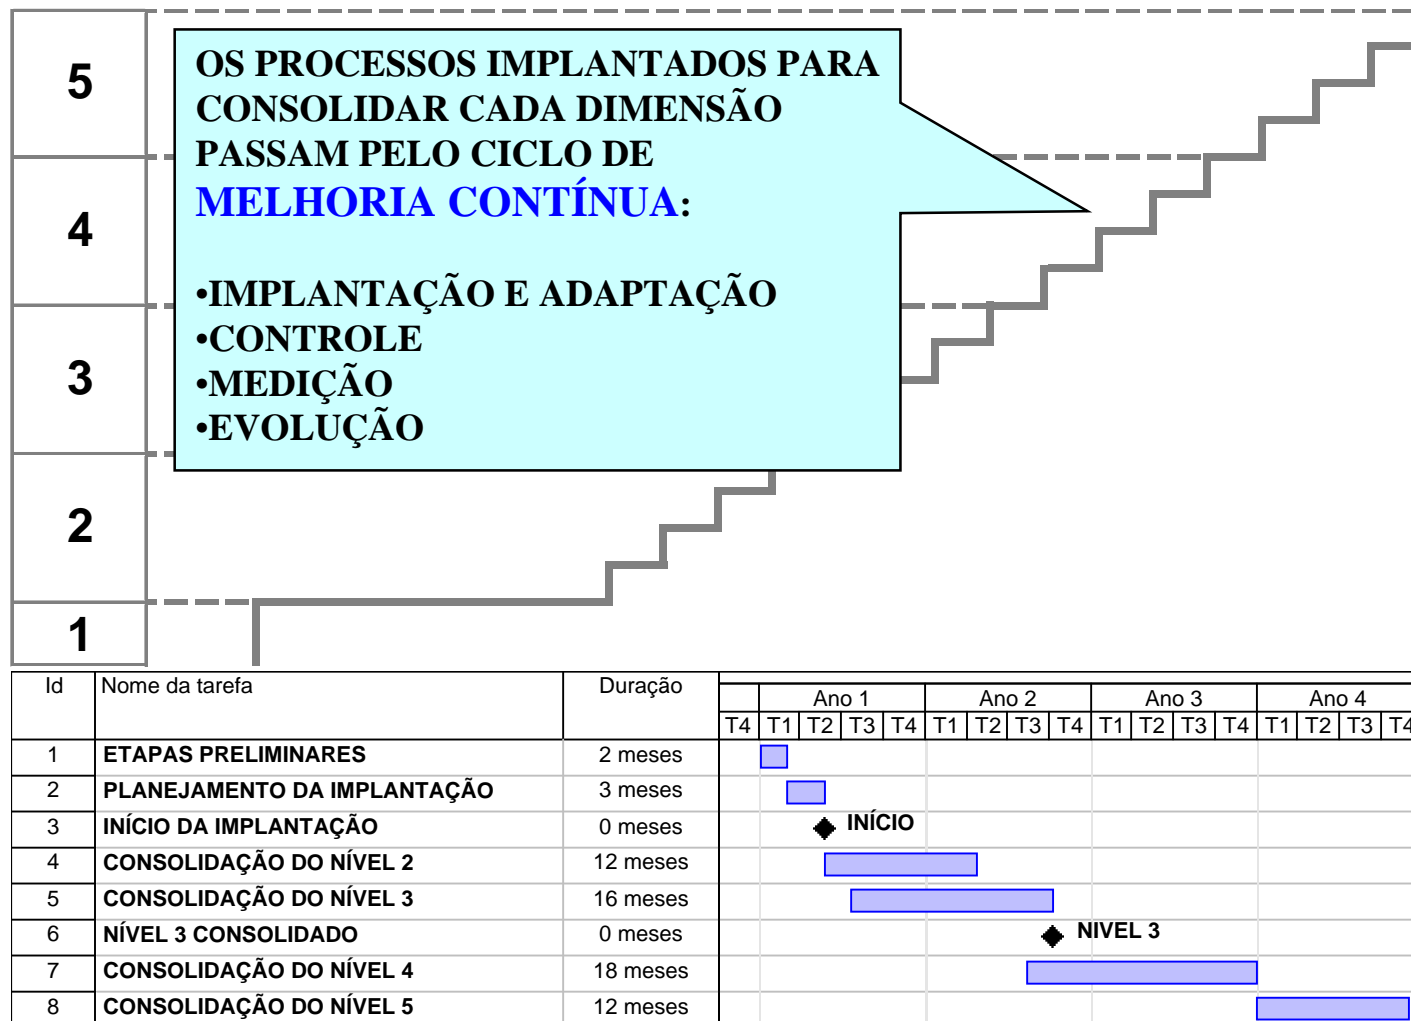 5
OS PROCESSOS IMPLANTADOS PARA
CONSOLIDAR CADA DIMENSÃO
PASSAM PELO CICLO DE
MELHORIA CONTÍNUA:
4
•IMPLANTAÇÃO E ADAPTAÇÃO
•CONTROLE
3
•MEDIÇÃO
•EVOLUÇÃO
2
1
Id Nome da tarefa Duração
Ano 1 Ano 2 Ano 3 Ano 4
T4 T1 T2 T3 T4 T1 T2 T3 T4 T1 T2 T3 T4 T1 T2 T3 T4
1 ETAPAS PRELIMINARES 2 meses
2 PLANEJAMENTO DA IMPLANTAÇÃO 3 meses
3 INÍCIO DA IMPLANTAÇÃO 0 meses INÍCIO
4 CONSOLIDAÇÃO DO NÍVEL 2 12 meses
5 CONSOLIDAÇÃO DO NÍVEL 3 16 meses
6 NÍVEL 3 CONSOLIDADO 0 meses NIVEL 3
7 CONSOLIDAÇÃO DO NÍVEL 4 18 meses
8 CONSOLIDAÇÃO DO NÍVEL 5 12 meses